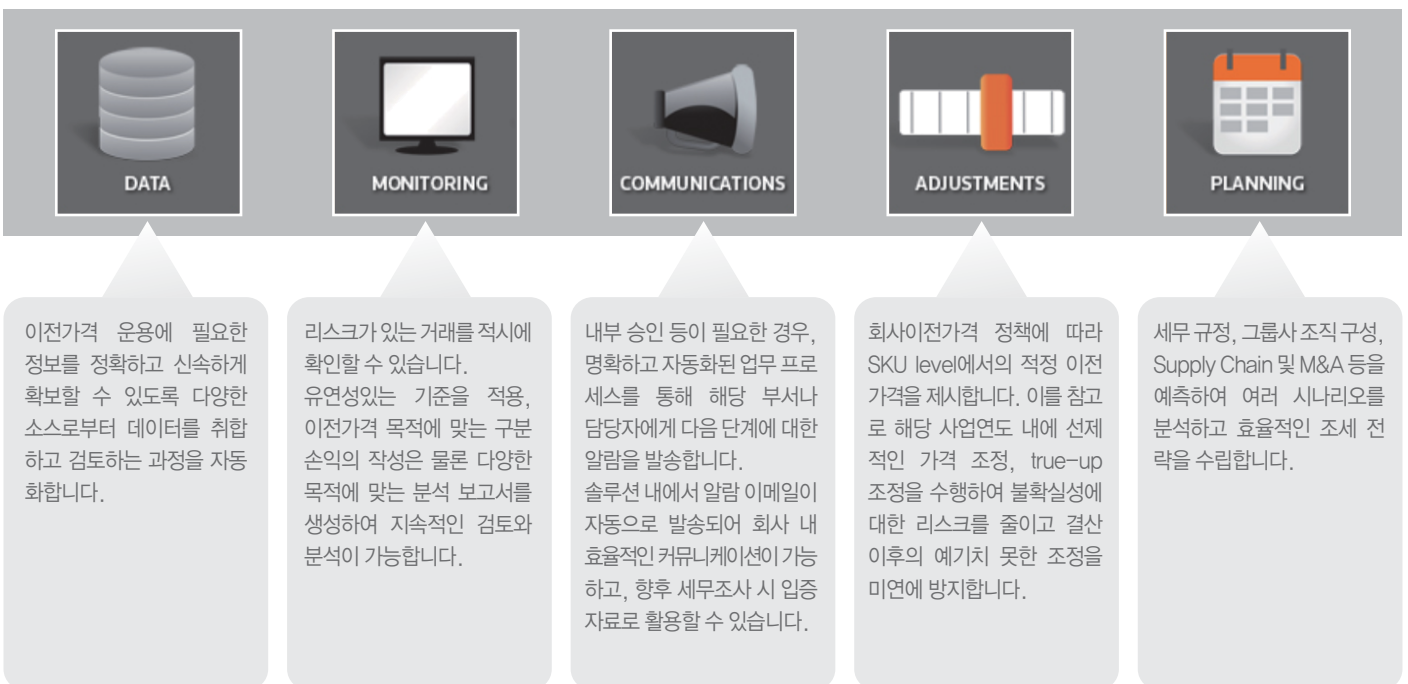 DATA
MONITORING
COMMUNICATIONS
ADJUSTMENTS
PLANNING
이전가격 운용에 필요한
정보를 정확하고 신속하게
확보할 수 있도록 다양한
소스로부터 데이터를 취합
하고 검토하는 과정을 자동
화합니다.
리스크가 있는 거래를 적시에
확인할 수 있습니다.
유연성있는 기준을 적용,
이전가격 목적에 맞는 구분
손익의 작성은 물론 다양한
목적에 맞는 분석 보고서를
생성하여 지속적인 검토와
분석이 가능합니다.
내부 승인 등이 필요한 경우,
명확하고 자동화된 업무 프로
세스를 통해 해당 부서나
담당자에게 다음 단계에 대한
알람을 발송합니다.
솔루션 내에서 알람 이메일이
자동으로 발송되어 회사 내
효율적인 커뮤니케이션이 가능
하고, 향후 세무조사 시 입증
자료로 활용할 수 있습니다.
회사이전가격 정책에 따라
SKU level에서의 적정 이전
가격을 제시합니다. 이를 참고
로 해당 사업연도 내에 선제
적인 가격 조정, true-up
조정을 수행하여 불확실성에
대한 리스크를 줄이고 결산
이후의 예기치 못한 조정을
미연에 방지합니다.
세무 규정, 그룹사 조직 구성,
Supply Chain 및 M&A 등을
예측하여 여러 시나리오를
분석하고 효율적인 조세 전
략을 수립합니다.